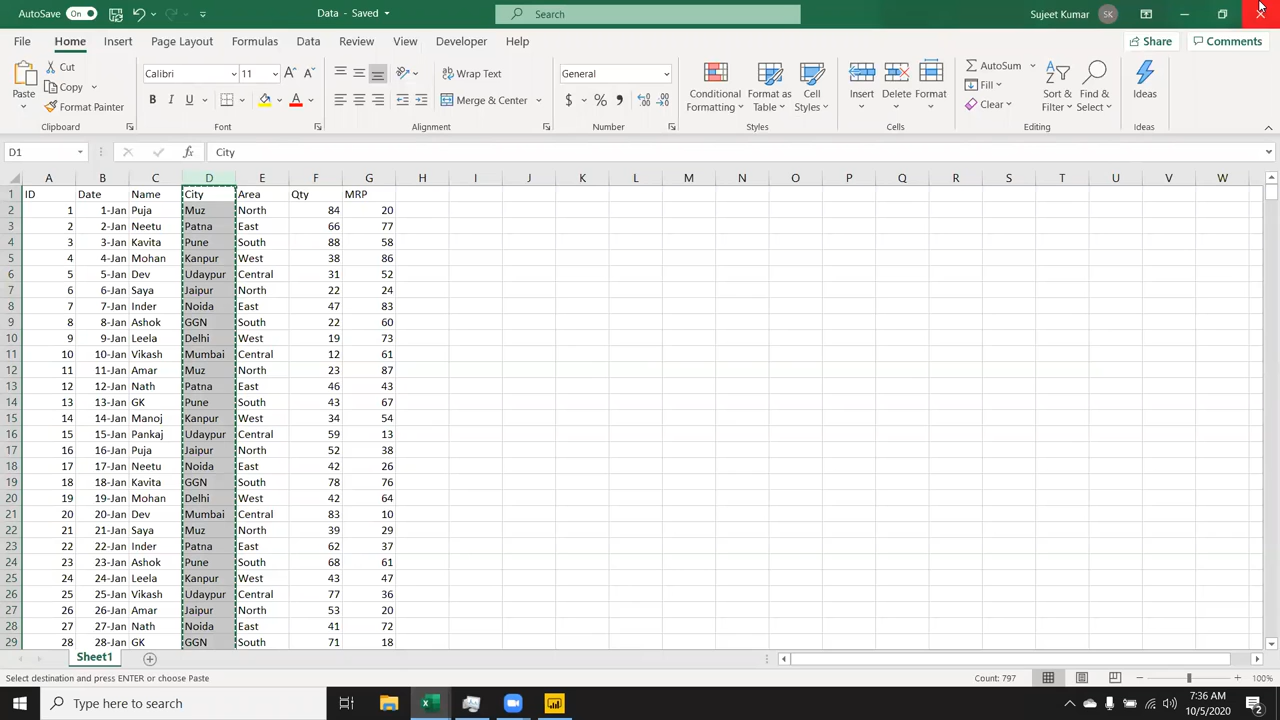 AutoSave On Data - Saved Search Sujeet Kumar SK
File Home Insert Page Layout Formulas Data Review View Developer Help Share Comments
Paste Cut Copy Format Painter Clipboard
Calibri 11 B I U A Font
Wrap Text Merge & Center Alignment
General $ % Number
Conditional Formatting Format as Table Cell Styles Styles
Insert Delete Format Cells
AutoSum Fill Clear Sort & Filter Find & Select Editing
Ideas Ideas
D1 fx City
A B C D E F G H I J K L M N O P Q R S T U V W
1 ID Date Name City Area Qty MRP
2 1 1-Jan Puja Muz North 84 20
3 2 2-Jan Neetu Patna East 66 77
4 3 3-Jan Kavita Pune South 88 58
5 4 4-Jan Mohan Kanpur West 38 86
6 5 5-Jan Dev Udaypur Central 31 52
7 6 6-Jan Saya Jaipur North 22 24
8 7 7-Jan Inder Noida East 47 83
9 8 8-Jan Ashok GGN South 22 60
10 9 9-Jan Leela Delhi West 19 73
11 10 10-Jan Vikash Mumbai Central 12 61
12 11 11-Jan Amar Muz North 23 87
13 12 12-Jan Nath Patna East 46 43
14 13 13-Jan GK Pune South 43 67
15 14 14-Jan Manoj Kanpur West 34 54
16 15 15-Jan Pankaj Udaypur Central 59 13
17 16 16-Jan Puja Jaipur North 52 38
18 17 17-Jan Neetu Noida East 42 26
19 18 18-Jan Kavita GGN South 78 76
20 19 19-Jan Mohan Delhi West 42 64
21 20 20-Jan Dev Mumbai Central 83 10
22 21 21-Jan Saya Muz North 39 29
23 22 22-Jan Inder Patna East 62 37
24 23 23-Jan Ashok Pune South 68 61
25 24 24-Jan Leela Kanpur West 43 47
26 25 25-Jan Vikash Udaypur Central 77 36
27 26 26-Jan Amar Jaipur North 53 20
28 27 27-Jan Nath Noida East 41 72
29 28 28-Jan GK GGN South 71 18
Sheet1
Select destination and press ENTER or choose Paste Count: 797 100%
Type here to search 7:36 AM
10/5/2020 2